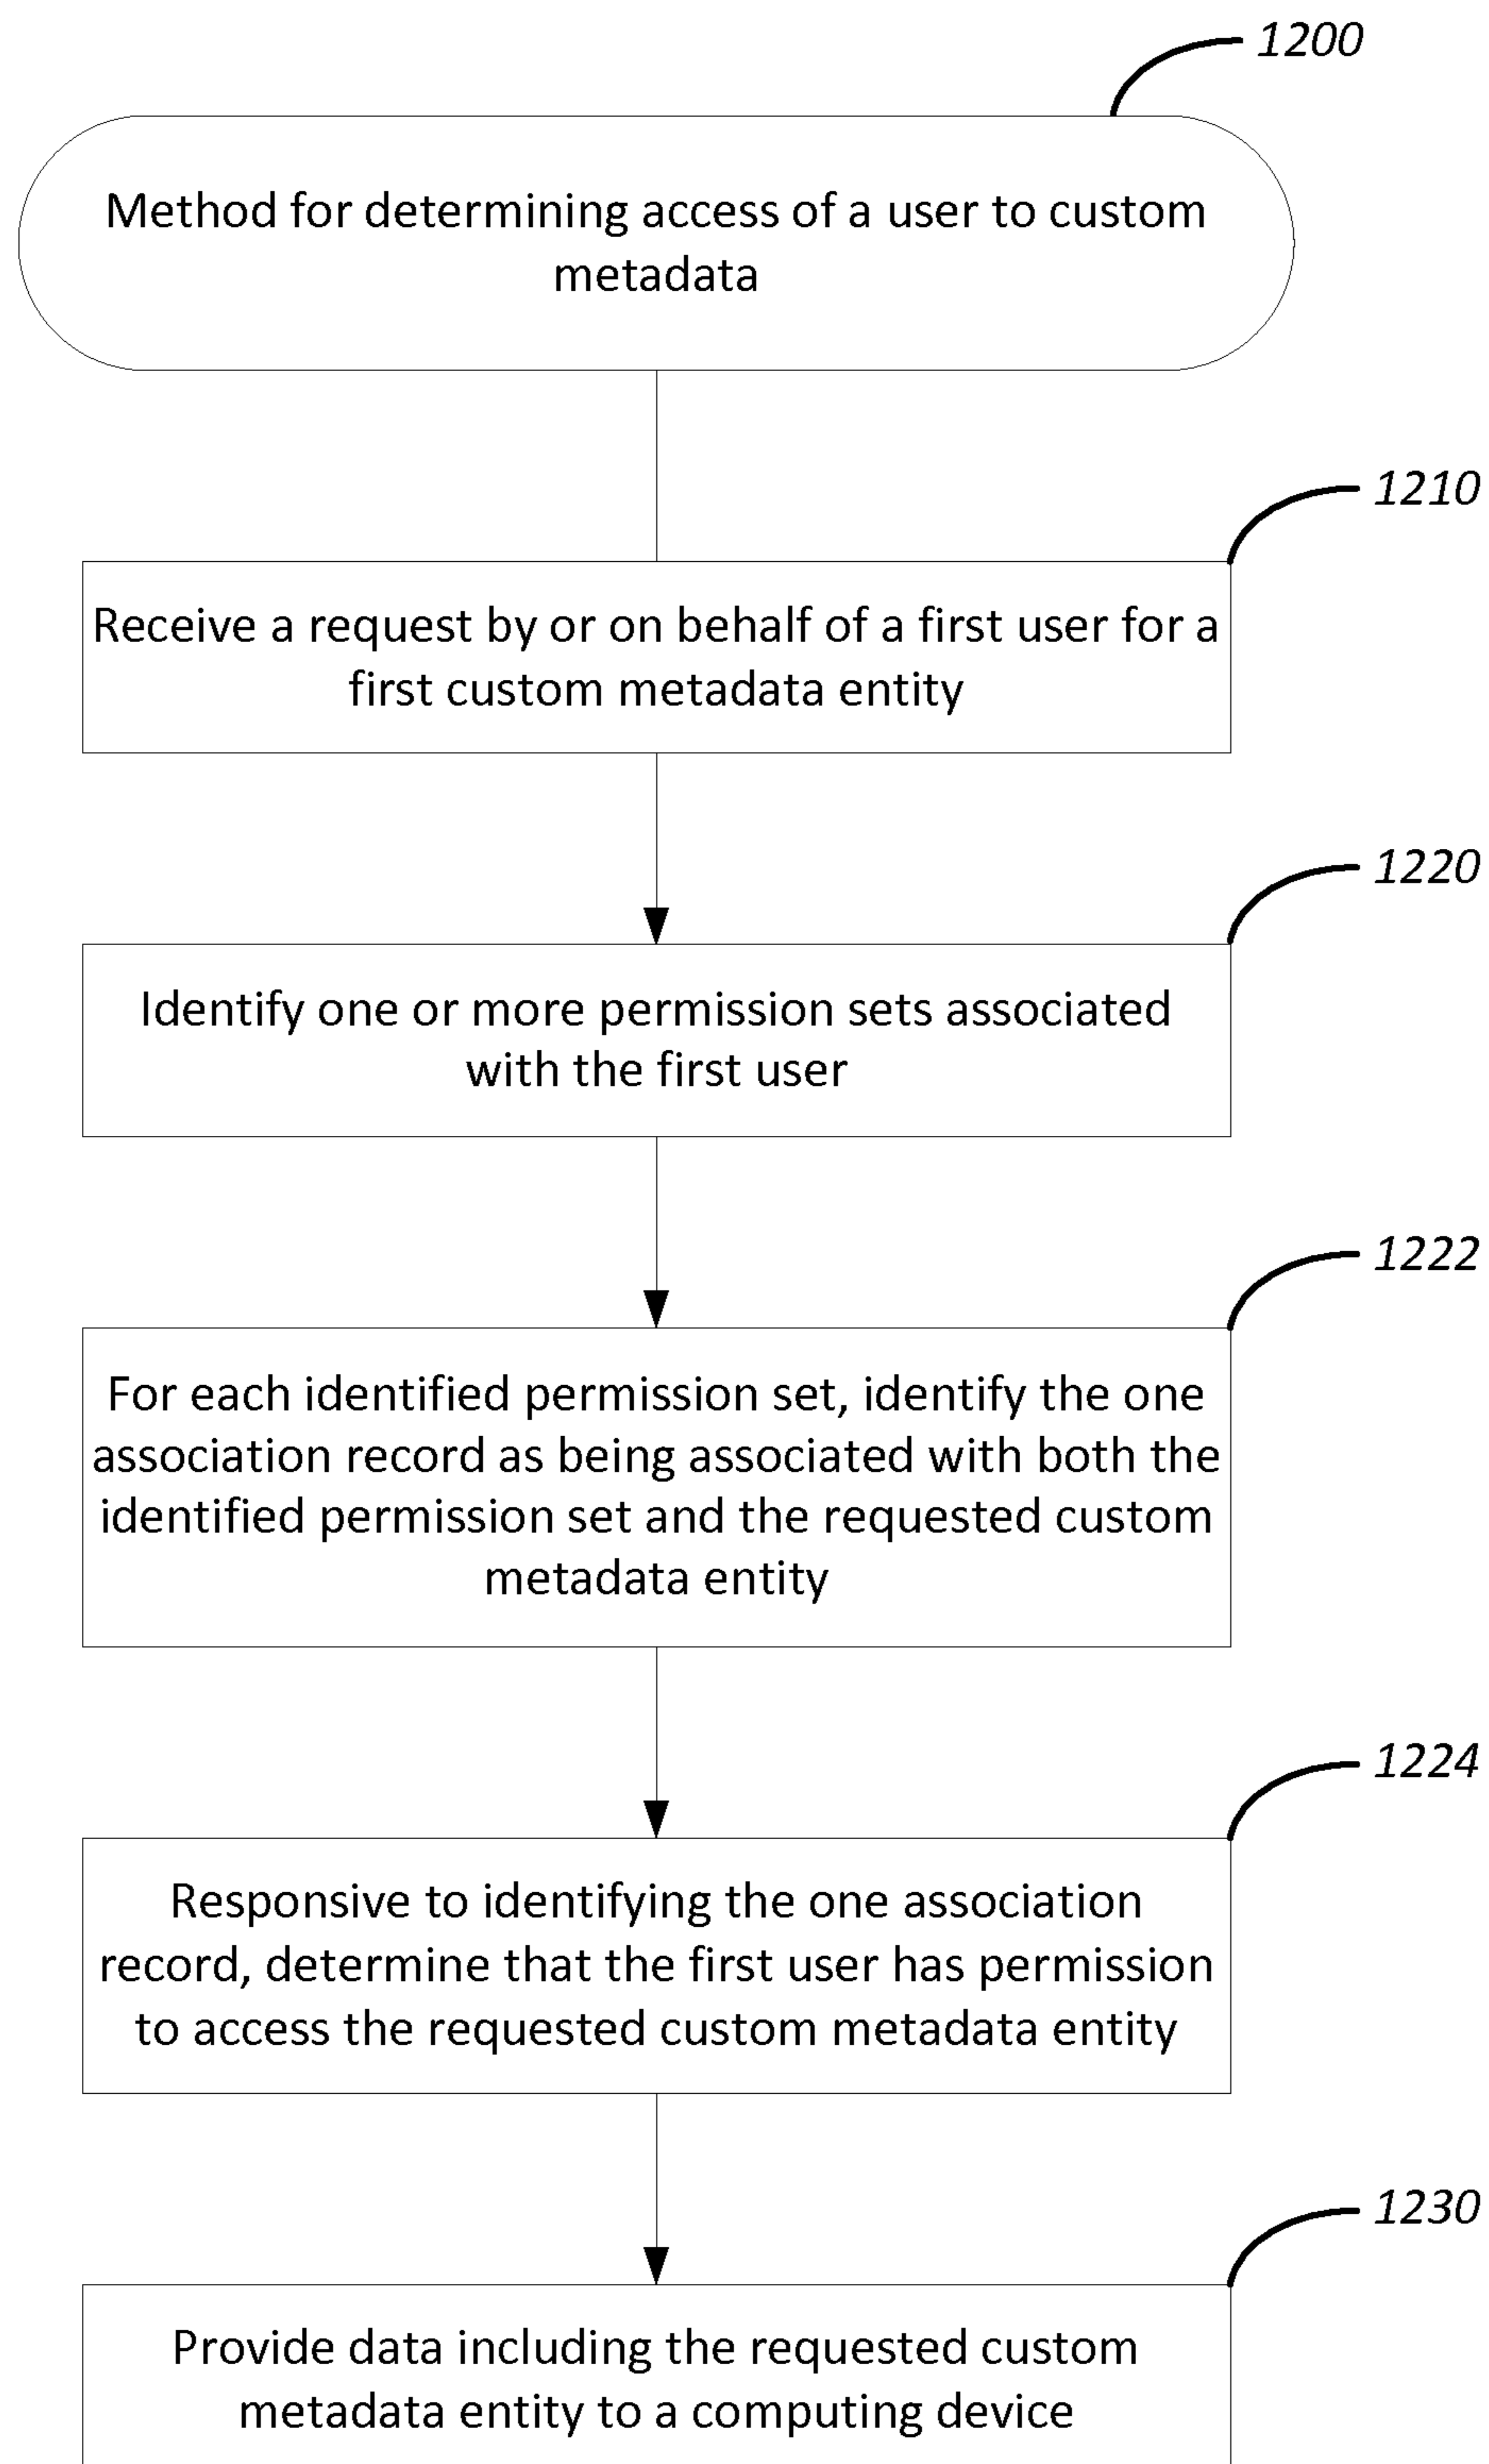 1200
Method for determining access of a user to custom
metadata
1210
Receive a request by or on behalf of a first user for a
first custom metadata entity
1220
Identify one or more permission sets associated
with the first user
1222
For each identified permission set, identify the one
association record as being associated with both the
identified permission set and the requested custom
metadata entity
1224
Responsive to identifying the one association
record, determine that the first user has permission
to access the requested custom metadata entity
1230
Provide data including the requested custom
metadata entity to a computing device